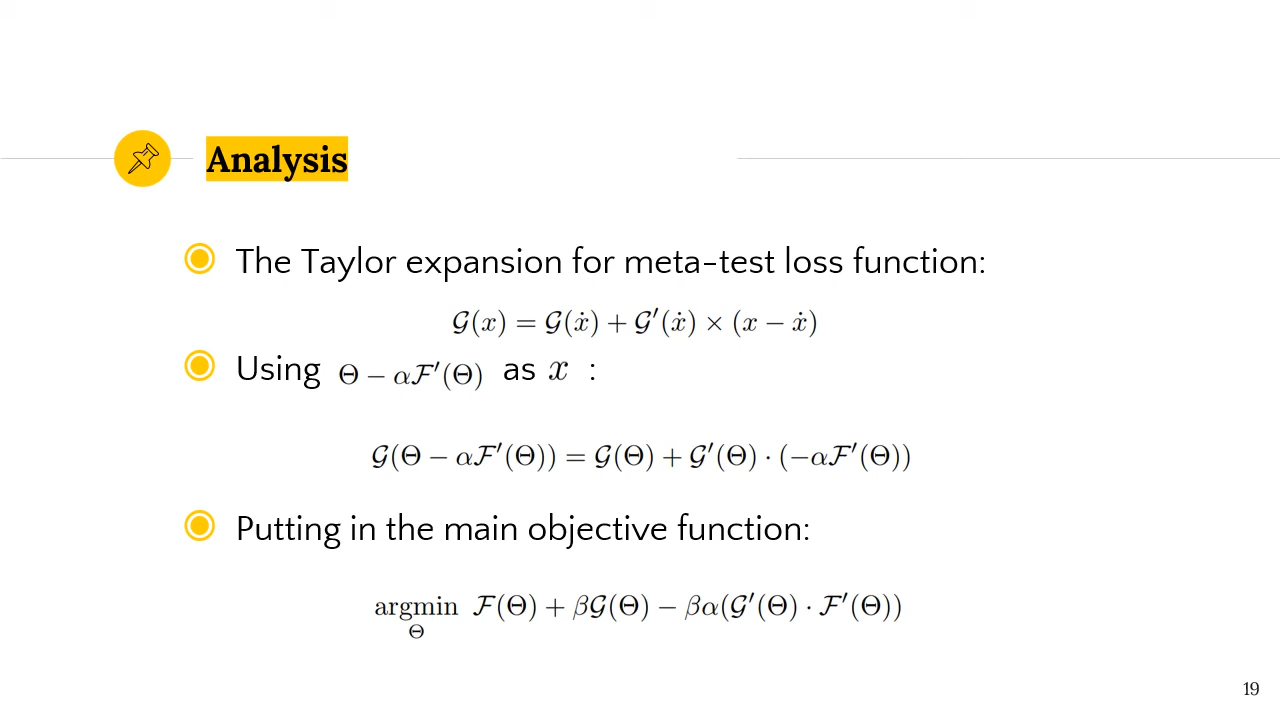 Analysis
The Taylor expansion for meta-test loss function:
𝒢(x) = 𝒢(ẋ) + 𝒢′(ẋ) × (x − ẋ)
Using Θ − αℱ′(Θ) as x :
𝒢(Θ − αℱ′(Θ)) = 𝒢(Θ) + 𝒢′(Θ) · (−αℱ′(Θ))
Putting in the main objective function:
argmin ℱ(Θ) + β𝒢(Θ) − βα(𝒢′(Θ) · ℱ′(Θ))
Θ
19